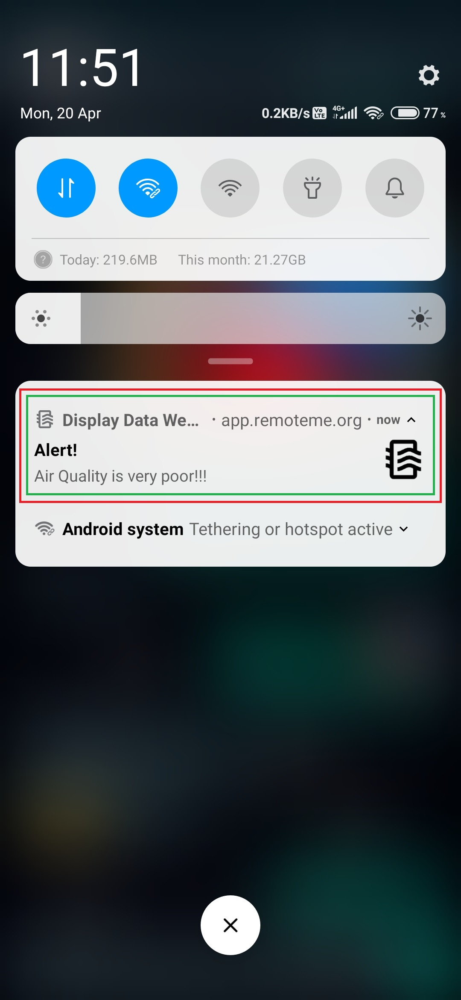 11:51
Mon, 20 Apr
0.2KB/s Vo LTE 4G+ 77 %
? Today: 219.6MB This month: 21.27GB
Display Data We... · app.remoteme.org · now
Alert!
Air Quality is very poor!!!
Android system Tethering or hotspot active